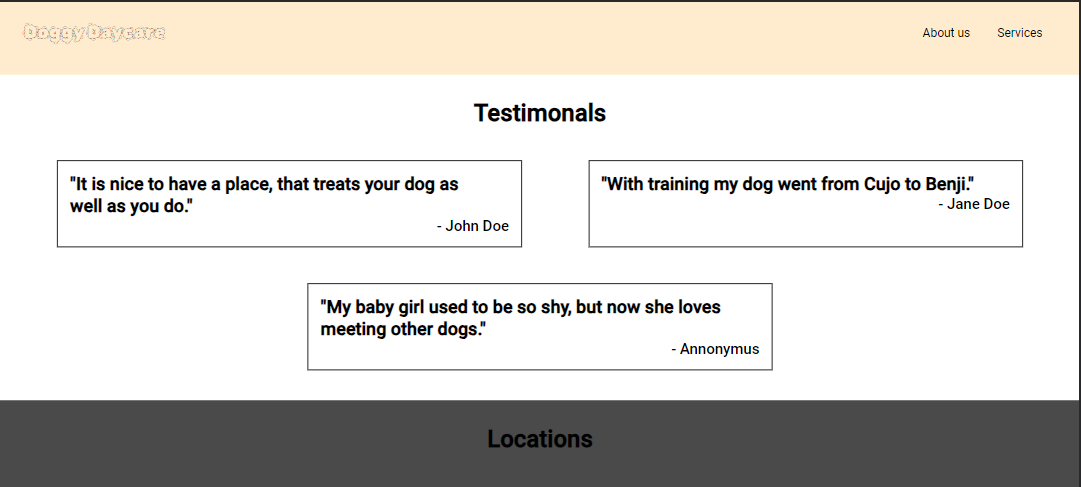 Doggy Daycare
About us
Services
Testimonals
"It is nice to have a place, that treats your dog as
well as you do."
- John Doe
"With training my dog went from Cujo to Benji."
- Jane Doe
"My baby girl used to be so shy, but now she loves
meeting other dogs."
- Annonymus
Locations